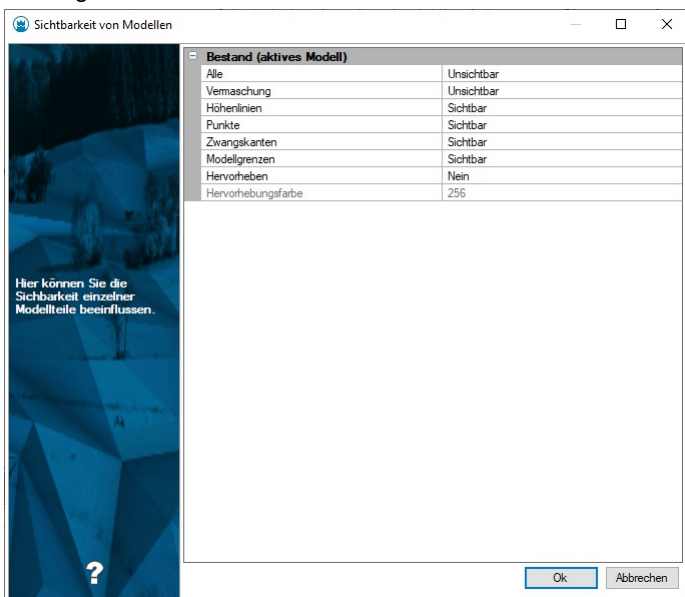 Sichtbarkeit von Modellen
Bestand (aktives Modell)
Alle Unsichtbar
Vermaschung Unsichtbar
Höhenlinien Sichtbar
Punkte Sichtbar
Zwangskanten Sichtbar
Modellgrenzen Sichtbar
Hervorheben Nein
Hervorhebungsfarbe 256
Hier können Sie die
Sichbarkeit einzelner
Modellteile beeinflussen.
?
Ok Abbrechen